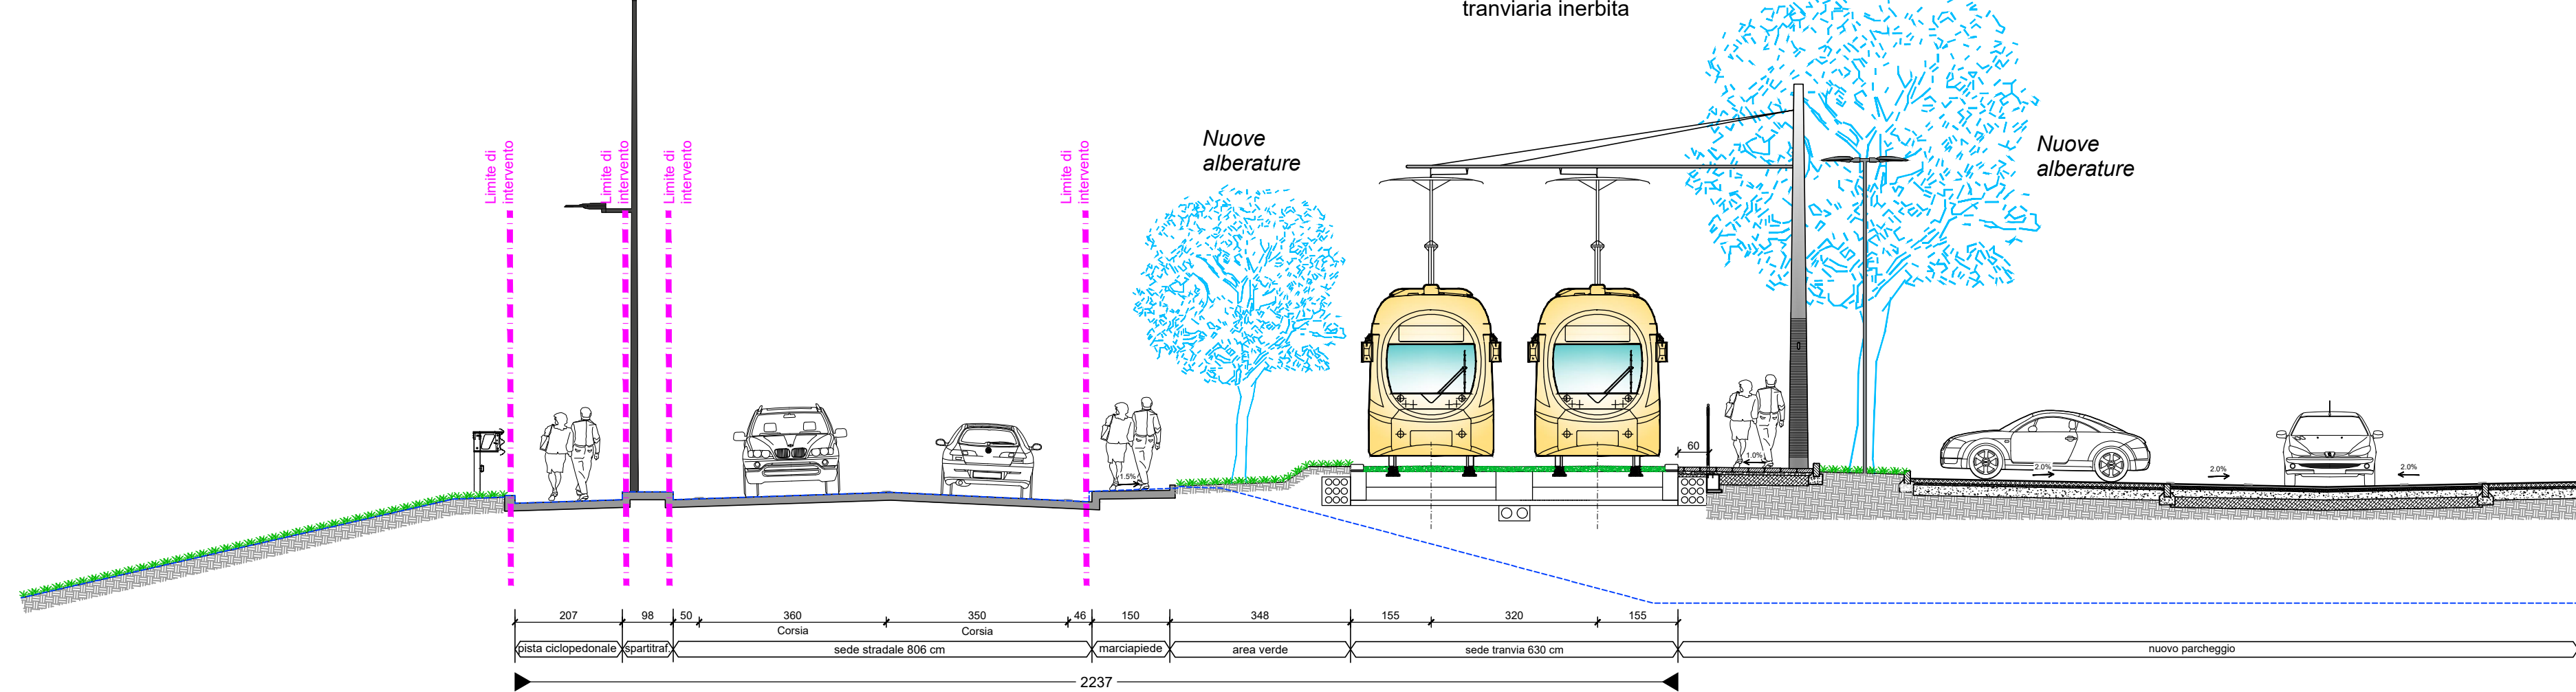 tranviaria inerbita
Limite di
intervento
Limite di
intervento
Limite di
intervento
Limite di
intervento
Nuove
alberature
Nuove
alberature
60
1.5%
1.0%
2.0%
2.0%
2.0%
207
98
50
360
350
46
150
348
155
320
155
Corsia
Corsia
pista ciclopedonale
spartitraf.
sede stradale 806 cm
marciapiede
area verde
sede tranvia 630 cm
nuovo parcheggio
2237